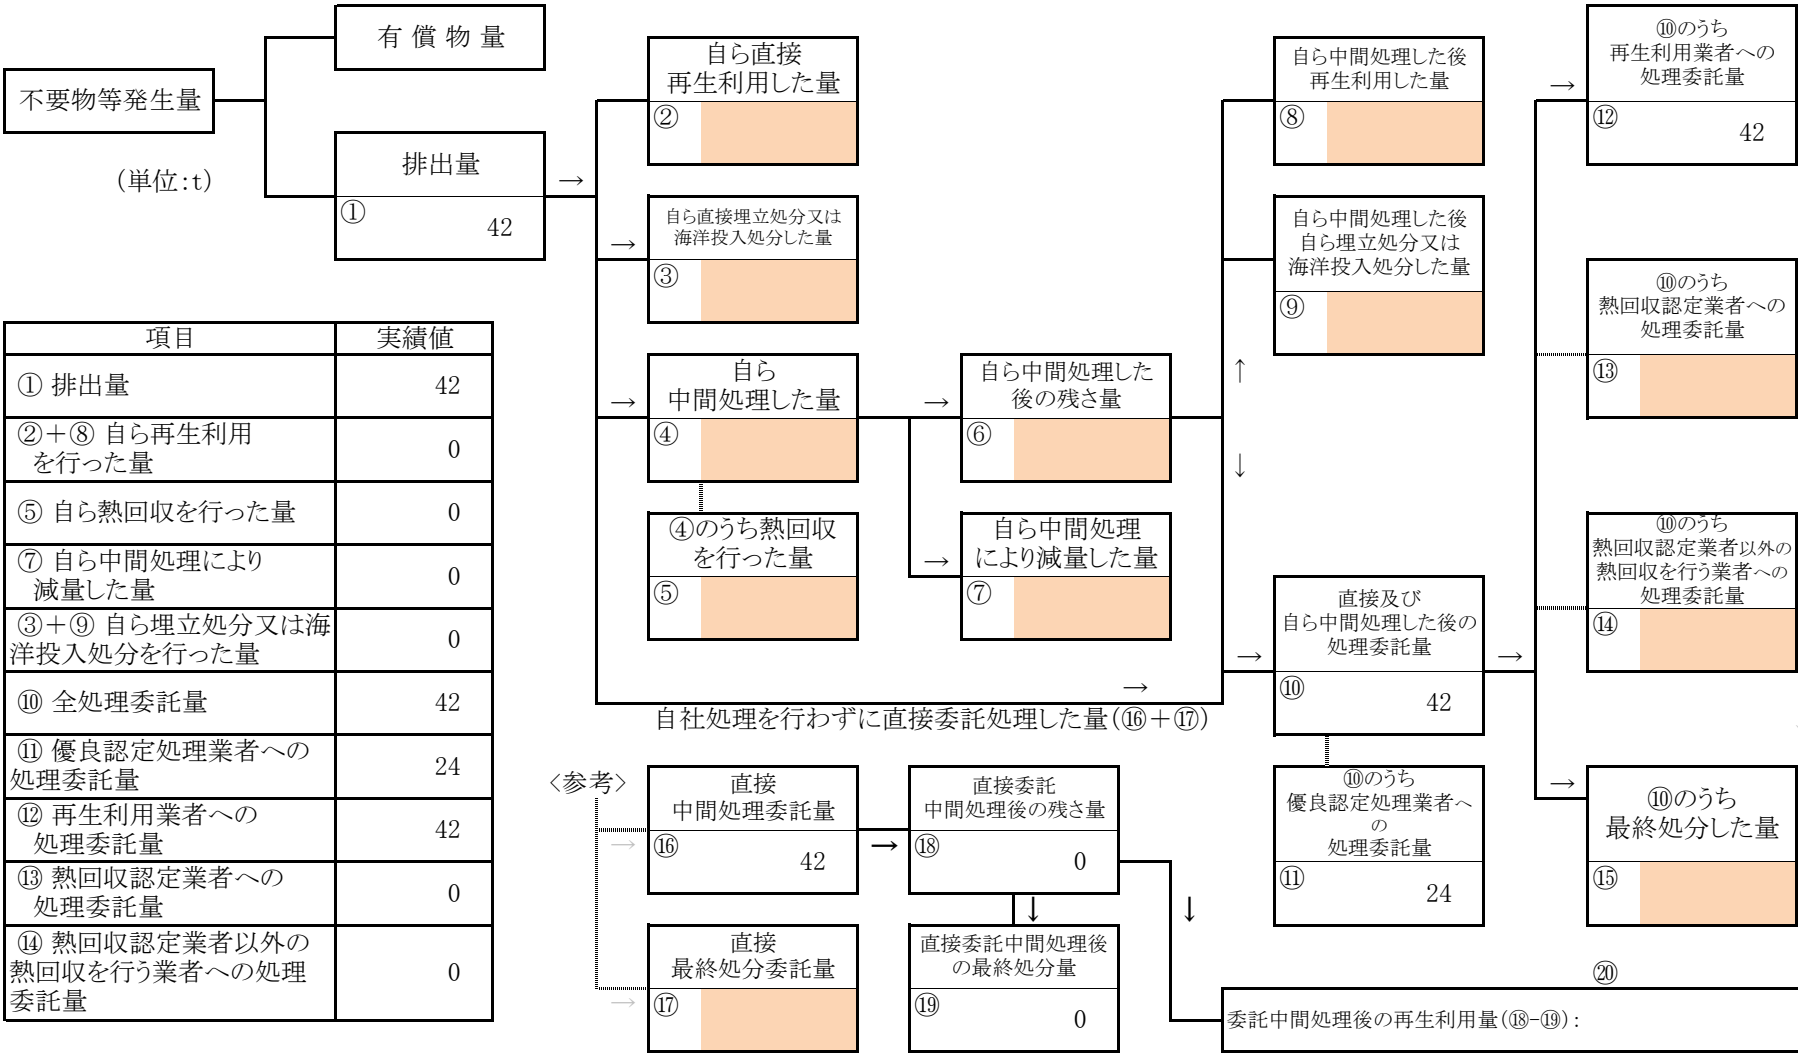 不要物等発生量
有 償 物 量
(単位:t)
排出量
①
42
→
自ら直接
再生利用した量
②
→
自ら直接埋立処分又は
海洋投入処分した量
③
→
自ら
中間処理した量
④
④のうち熱回収
を行った量
⑤
→
自ら中間処理した
後の残さ量
⑥
→
自ら中間処理
により減量した量
⑦
自ら中間処理した後
再生利用した量
⑧
自ら中間処理した後
自ら埋立処分又は
海洋投入処分した量
⑨
↑
↓
→
自社処理を行わずに直接委託処理した量(⑯+⑰)
→
直接及び
自ら中間処理した後の
処理委託量
⑩
42
→
⑩のうち
優良認定処理業者へ
の
処理委託量
⑪
24
→
⑩のうち
再生利用業者への
処理委託量
⑫
42
⑩のうち
熱回収認定業者への
処理委託量
⑬
⑩のうち
熱回収認定業者以外の
熱回収を行う業者への
処理委託量
⑭
→
⑩のうち
最終処分した量
⑮
項目 実績値
① 排出量 42
②+⑧ 自ら再生利用
を行った量 0
⑤ 自ら熱回収を行った量 0
⑦ 自ら中間処理により
減量した量 0
③+⑨ 自ら埋立処分又は海
洋投入処分を行った量 0
⑩ 全処理委託量 42
⑪ 優良認定処理業者への
処理委託量 24
⑫ 再生利用業者への
処理委託量 42
⑬ 熱回収認定業者への
処理委託量 0
⑭ 熱回収認定業者以外の
熱回収を行う業者への処理
委託量 0
<参考>
→
直接
中間処理委託量
⑯
42
→
直接委託
中間処理後の残さ量
⑱
0
↓
↓
→
直接
最終処分委託量
⑰
直接委託中間処理後
の最終処分量
⑲
0
⑳
委託中間処理後の再生利用量(⑱-⑲):